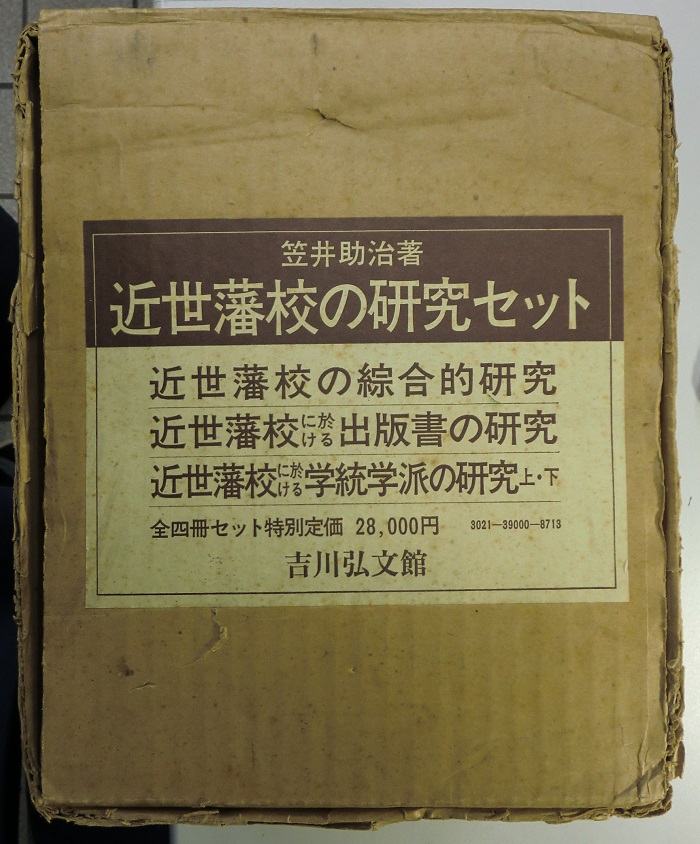 笠井助治著
近世藩校の研究セット
近世藩校の綜合的研究
近世藩校に於ける出版書の研究
近世藩校に於ける学統学派の研究上・下
全四冊セット特別定価 28,000円 3021-39000-8713
吉川弘文館